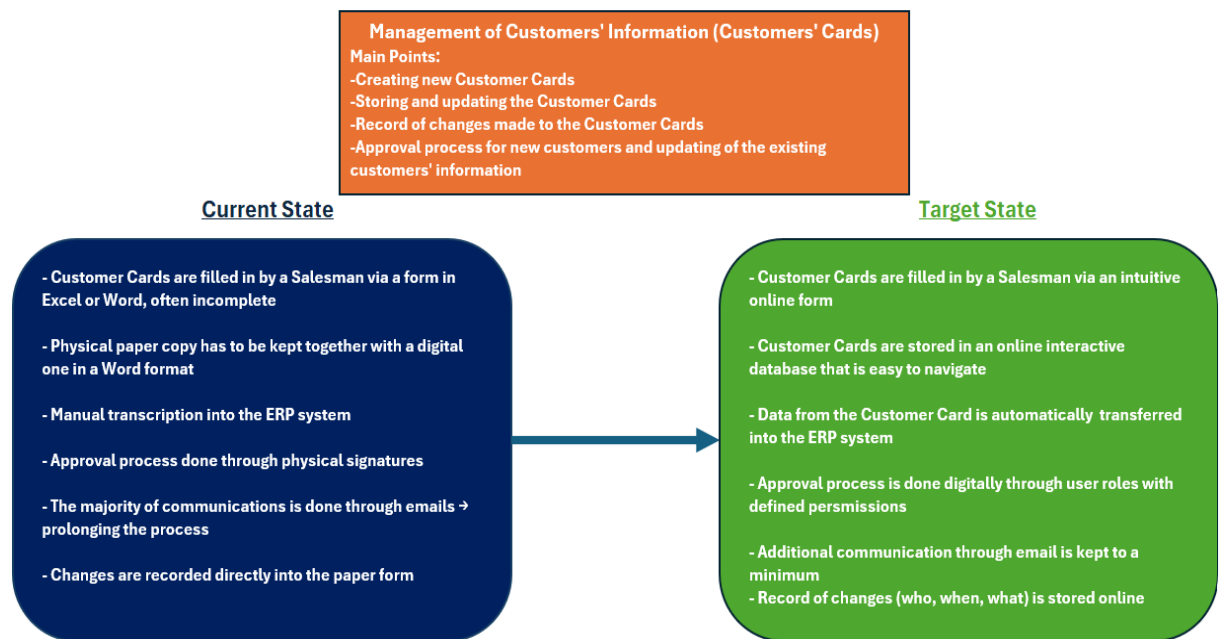 Management of Customers' Information (Customers' Cards)
Main Points:
-Creating new Customer Cards
-Storing and updating the Customer Cards
-Record of changes made to the Customer Cards
-Approval process for new customers and updating of the existing
customers' information
Current State
- Customer Cards are filled in by a Salesman via a form in
Excel or Word, often incomplete
- Physical paper copy has to be kept together with a digital
one in a Word format
- Manual transcription into the ERP system
- Approval process done through physical signatures
- The majority of communications is done through emails →
prolonging the process
- Changes are recorded directly into the paper form
Target State
- Customer Cards are filled in by a Salesman via an intuitive
online form
- Customer Cards are stored in an online interactive
database that is easy to navigate
- Data from the Customer Card is automatically transferred
into the ERP system
- Approval process is done digitally through user roles with
defined persmissions
- Additional communication through email is kept to a
minimum
- Record of changes (who, when, what) is stored online